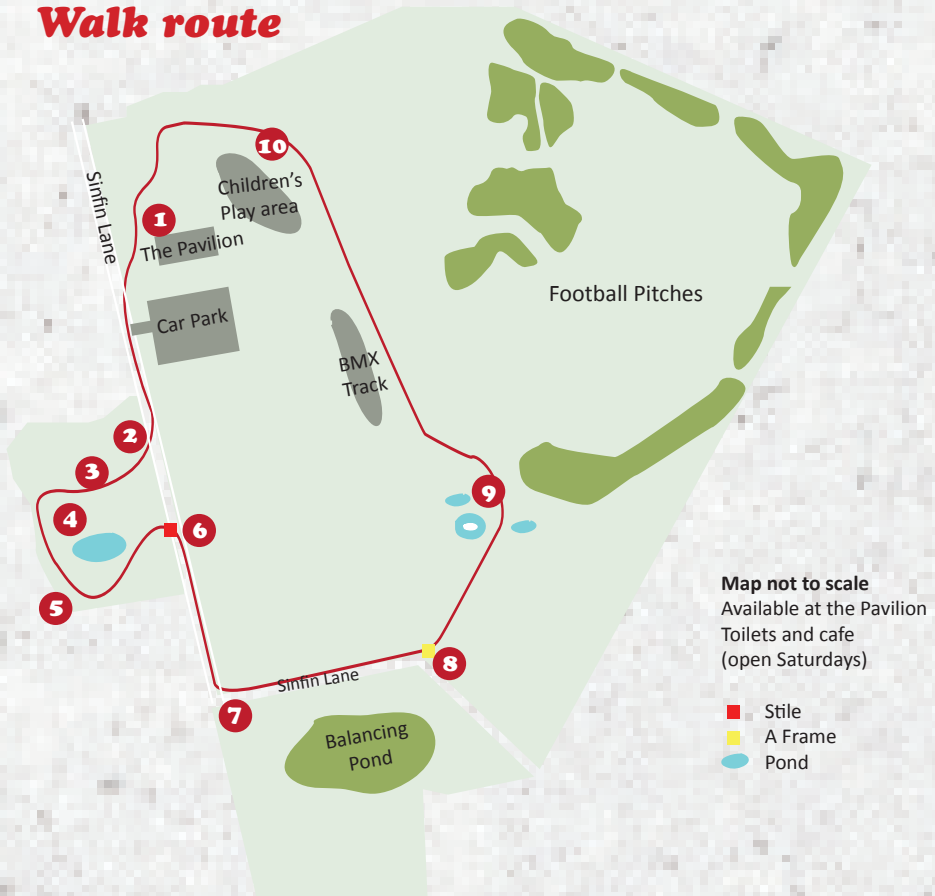 Walk route
10
Children's
Play area
Sinfin Lane
1
The Pavilion
Car Park
Football Pitches
BMX
Track
2
3
4
5
6
9
8
Sinfin Lane
7
Balancing
Pond
Map not to scale
Available at the Pavilion
Toilets and cafe
(open Saturdays)
Stile
A Frame
Pond